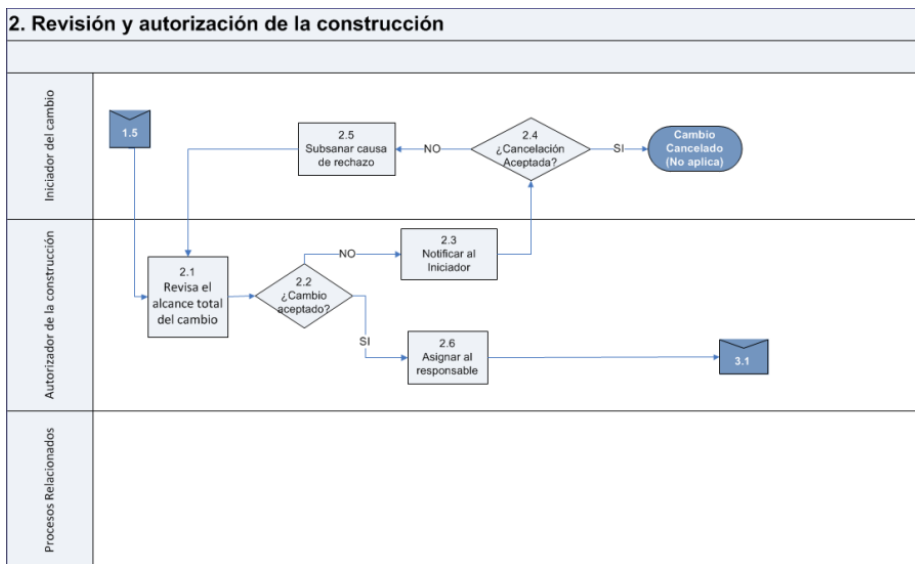 2. Revisión y autorización de la construcción
Iniciador del cambio
1.5
2.5
Subsanar causa
de rechazo
NO
2.4
¿Cancelación
Aceptada?
SI
Cambio
Cancelado
(No aplica)
Autorizador de la construcción
2.1
Revisa el
alcance total
del cambio
2.2
¿Cambio
aceptado?
NO
2.3
Notificar al
Iniciador
SI
2.6
Asignar al
responsable
3.1
Procesos Relacionados